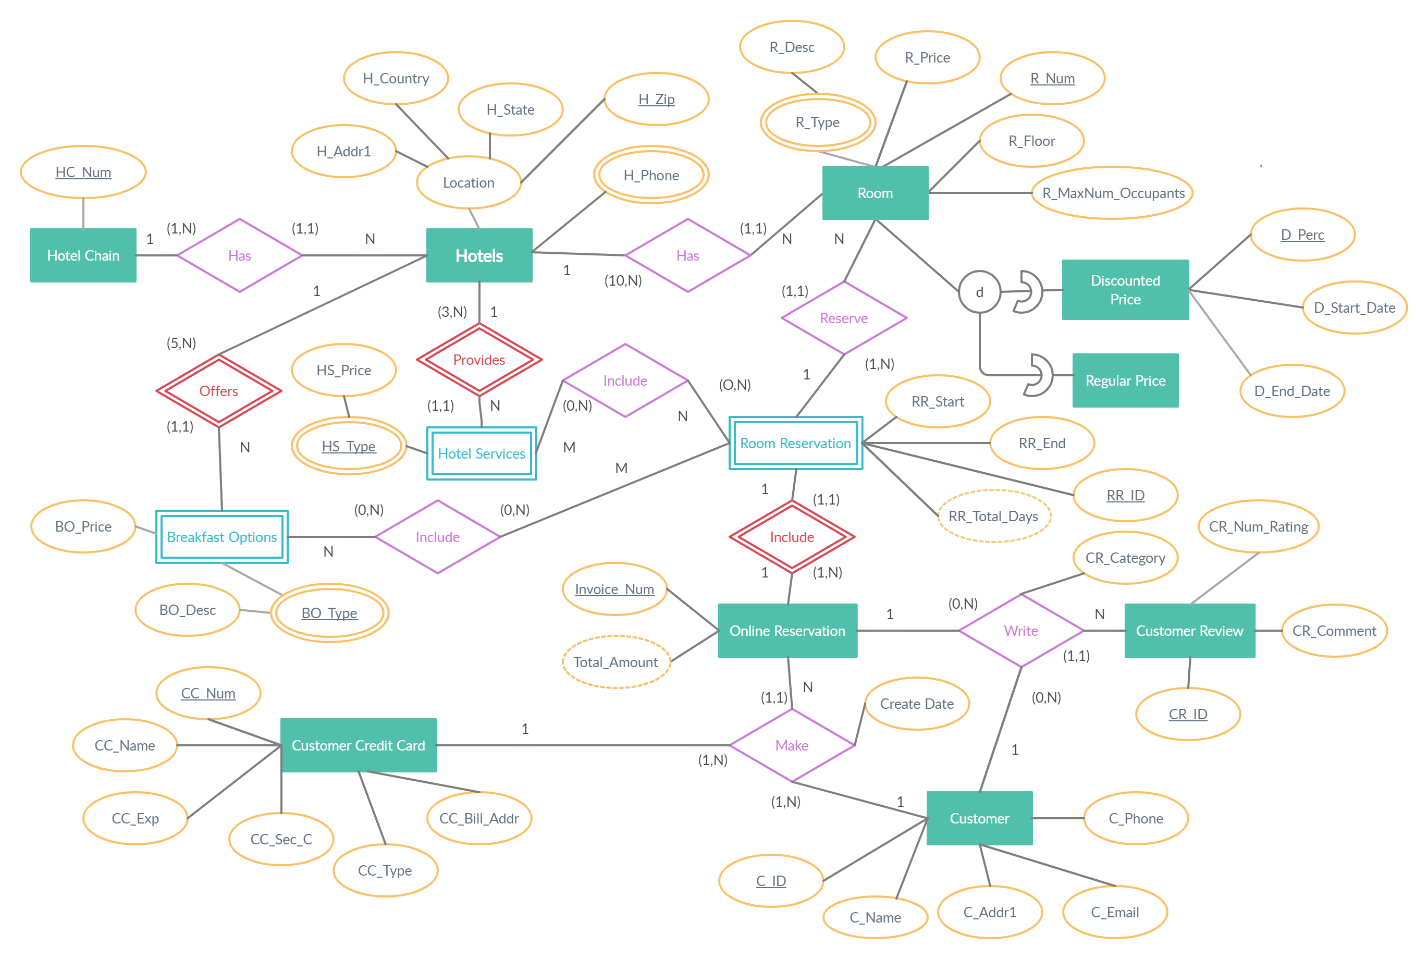 R_Desc
R_Price
R_Num
H_Country
H_State
H_Zip
R_Type
R_Floor
H_Addr1
HC_Num
Location
H_Phone
Room
R_MaxNum_Occupants
(1,N)
(1,1)
(1,1)
D_Perc
1
N
N
N
Hotel Chain
Has
Hotels
Has
1
(10,N)
Discounted
Price
1
(1,1)
d
D_Start_Date
(3,N)
1
Reserve
(5,N)
Provides
(1,N)
HS_Price
1
Include
Regular Price
Offers
(O,N)
D_End_Date
(1,1)
N
(0,N)
RR_Start
N
(1,1)
N
M
HS_Type
Hotel Services
Room Reservation
RR_End
M
1
(1,1)
RR_ID
(0,N)
(0,N)
RR_Total_Days
BO_Price
Breakfast Options
Include
Include
CR_Num_Rating
N
1
(1,N)
CR_Category
Invoice_Num
(0,N)
BO_Desc
BO_Type
1
N
Online Reservation
Write
Customer Review
CR_Comment
Total_Amount
(1,1)
N
CC_Num
(1,1)
Create Date
(0,N)
CR_ID
1
CC_Name
Customer Credit Card
Make
1
(1,N)
(1,N)
1
CC_Exp
CC_Bill_Addr
Customer
C_Phone
CC_Sec_C
CC_Type
C_ID
C_Name
C_Addr1
C_Email